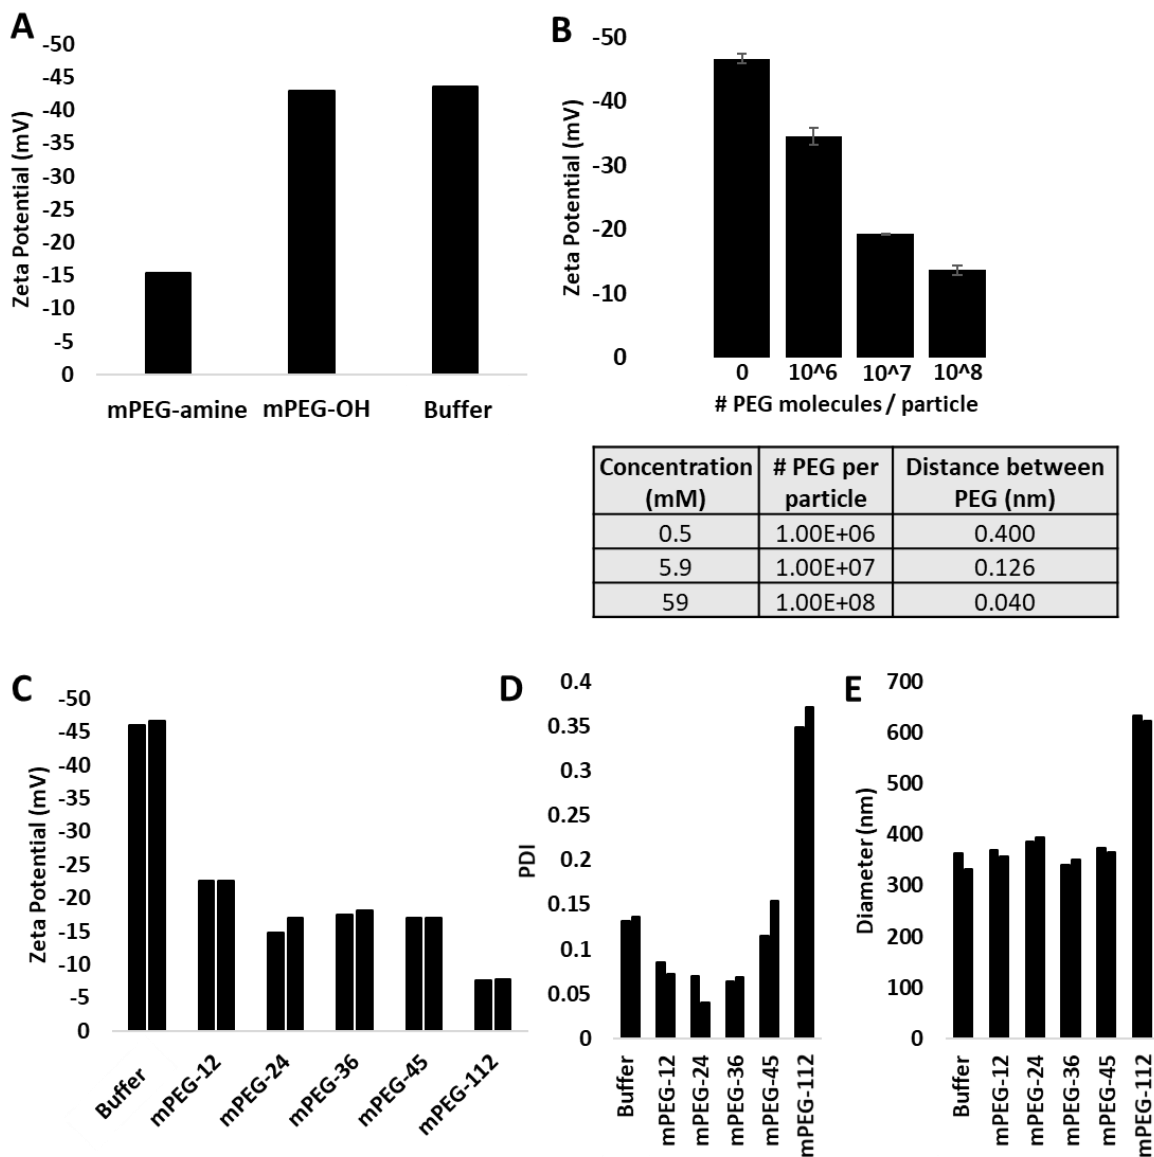 A
-50
-45
-40
-35
-30
-25
-20
-15
-10
-5
0
Zeta Potential (mV)
mPEG-amine mPEG-OH Buffer
B
-50
-40
-30
-20
-10
0
Zeta Potential (mV)
0 10^6 10^7 10^8
# PEG molecules / particle
Concentration (mM) # PEG per particle Distance between PEG (nm)
0.5 1.00E+06 0.400
5.9 1.00E+07 0.126
59 1.00E+08 0.040
C
-50
-45
-40
-35
-30
-25
-20
-15
-10
-5
0
Zeta Potential (mV)
Buffer mPEG-12 mPEG-24 mPEG-36 mPEG-45 mPEG-112
D
0.4
0.35
0.3
0.25
0.2
0.15
0.1
0.05
0
PDI
Buffer mPEG-12 mPEG-24 mPEG-36 mPEG-45 mPEG-112
E
700
600
500
400
300
200
100
0
Diameter (nm)
Buffer mPEG-12 mPEG-24 mPEG-36 mPEG-45 mPEG-112